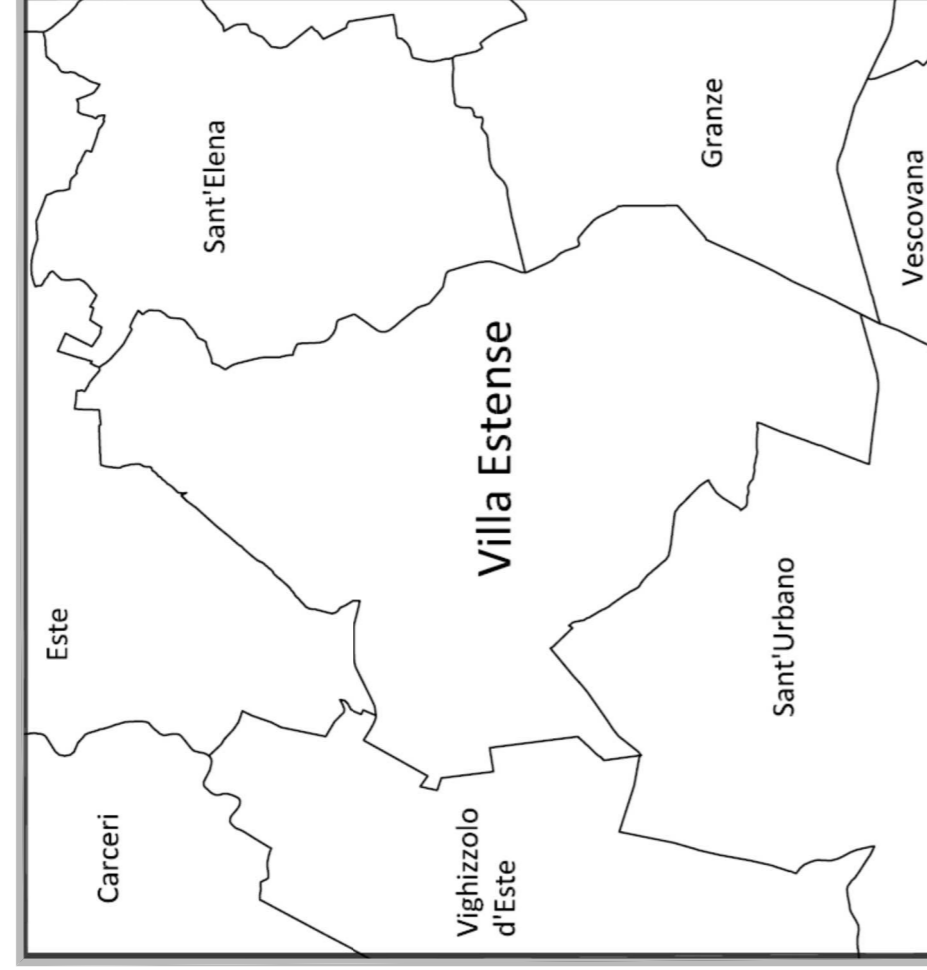 Este
Carceri
Sant'Elena
Vighizzolo
d'Este
Villa Estense
Granze
Sant'Urbano
Vescovana